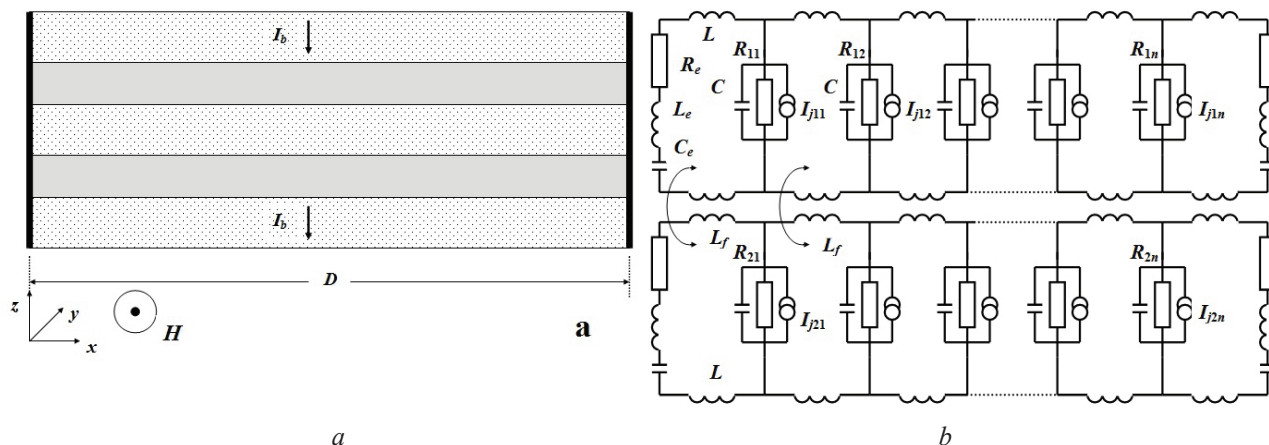 I_b
I_b
D
z
y
x
H
a
L
R_e
L_e
C_e
R_11
C
I_j11
R_12
C
I_j12
R_1n
I_j1n
L_f
L_f
R_21
I_j21
R_2n
I_j2n
L
a
b